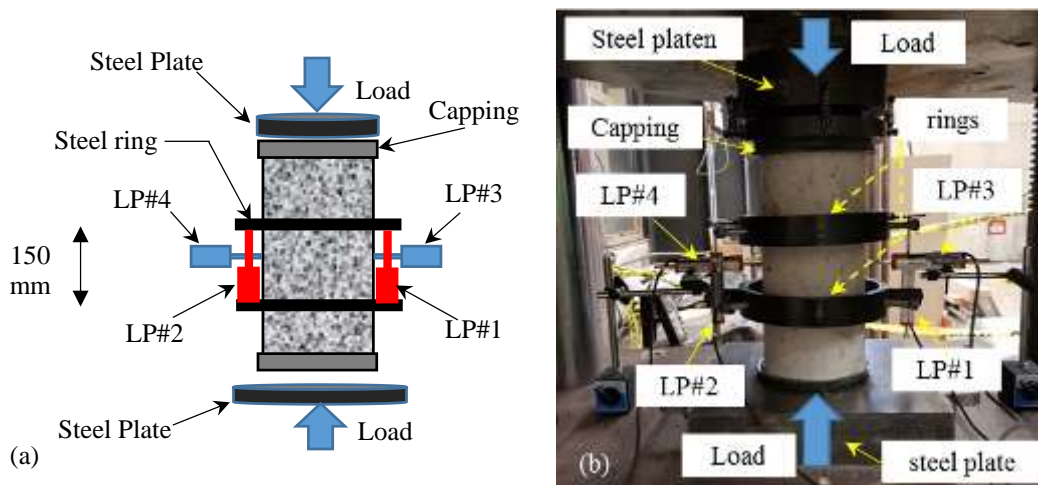 Steel Plate
Load
Capping
Steel ring
LP#4
LP#3
150
mm
LP#2
LP#1
Steel Plate
Load
(a)
Steel platen
Load
Capping
rings
LP#4
LP#3
LP#2
LP#1
Load
steel plate
(b)